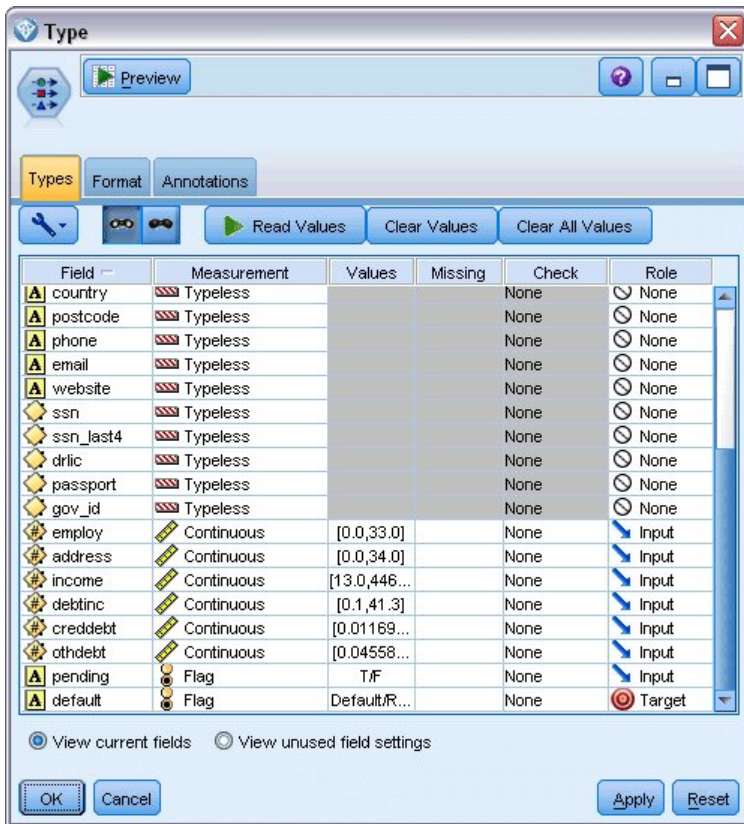 Type
Preview
Types Format Annotations
Read Values Clear Values Clear All Values
Field Measurement Values Missing Check Role
A country Typeless None None
A postcode Typeless None None
A phone Typeless None None
A email Typeless None None
A website Typeless None None
ssn Typeless None None
ssn_last4 Typeless None None
drlic Typeless None None
passport Typeless None None
gov_id Typeless None None
# employ Continuous [0.0,33.0] None Input
# address Continuous [0.0,34.0] None Input
# income Continuous [13.0,446... None Input
# debtinc Continuous [0.1,41.3] None Input
# creddebt Continuous [0.01169... None Input
# othdebt Continuous [0.04558... None Input
A pending Flag T/F None Input
A default Flag Default/R... None Target
View current fields View unused field settings
OK Cancel Apply Reset